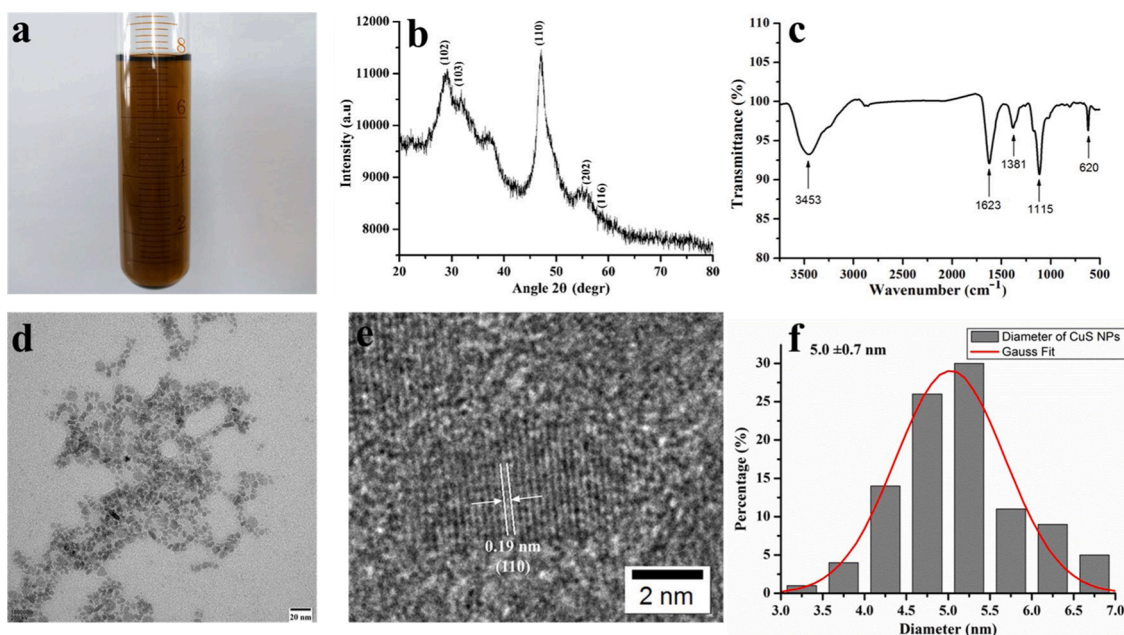 a
8
6
4
2
b
12000
11000
10000
9000
8000
Intensity (a.u)
(102)
(103)
(110)
(202)
(116)
20 30 40 50 60 70 80
Angle 2θ (degr)
c
110
105
100
95
90
85
80
Transmittance (%)
3453
1623
1381
1115
620
3500 3000 2500 2000 1500 1000 500
Wavenumber (cm⁻¹)
d
20 nm
e
0.19 nm
(110)
2 nm
f
5.0 ±0.7 nm
Diameter of CuS NPs
Gauss Fit
30
25
20
15
10
5
0
Percentage (%)
3.0 3.5 4.0 4.5 5.0 5.5 6.0 6.5 7.0
Diameter (nm)